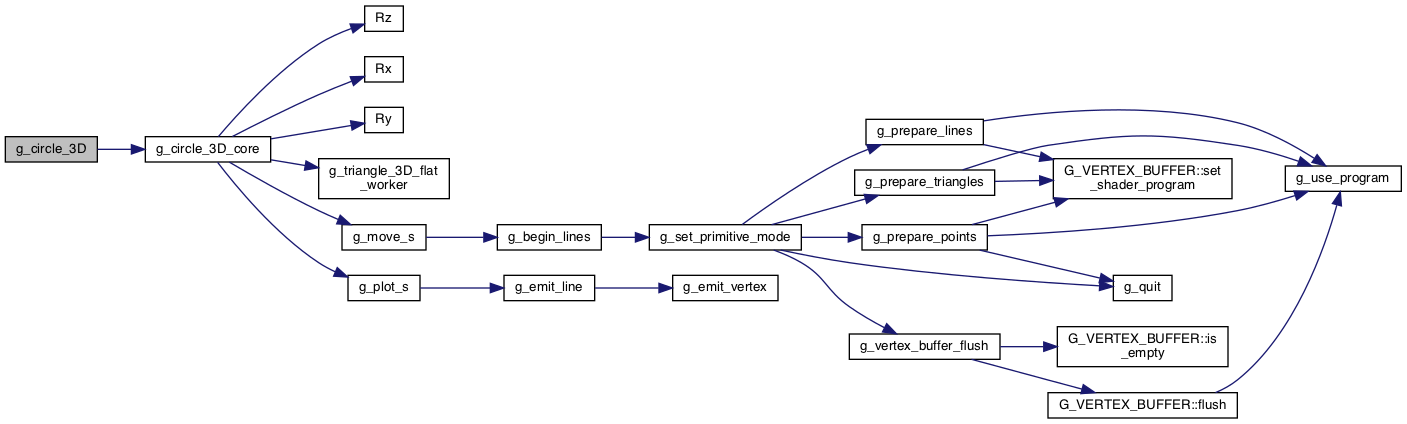 g_circle_3D
g_circle_3D_core
Rz
Rx
Ry
g_triangle_3D_flat
_worker
g_move_s
g_plot_s
g_begin_lines
g_emit_line
g_set_primitive_mode
g_emit_vertex
g_prepare_lines
g_prepare_triangles
g_prepare_points
g_vertex_buffer_flush
G_VERTEX_BUFFER::set
_shader_program
g_quit
G_VERTEX_BUFFER::is
_empty
G_VERTEX_BUFFER::flush
g_use_program